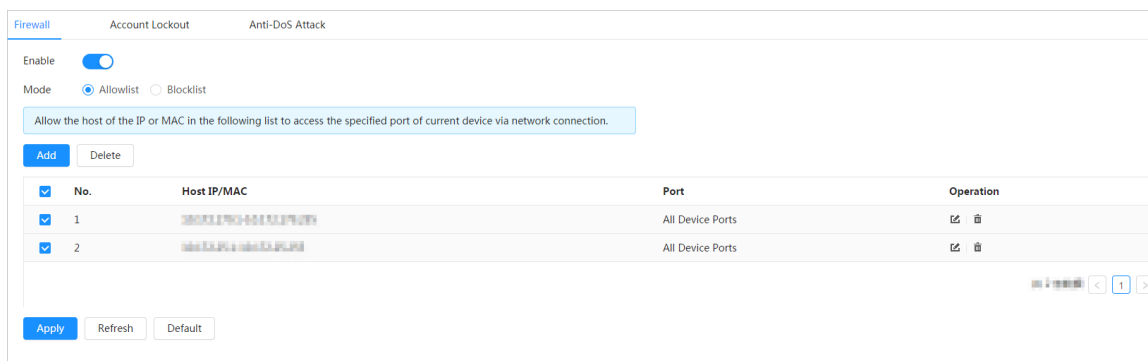 Firewall Account Lockout Anti-DoS Attack
Enable
Mode Allowlist Blocklist
Allow the host of the IP or MAC in the following list to access the specified port of current device via network connection.
Add Delete
No. Host IP/MAC Port Operation
1 All Device Ports
2 All Device Ports
1
Apply Refresh Default